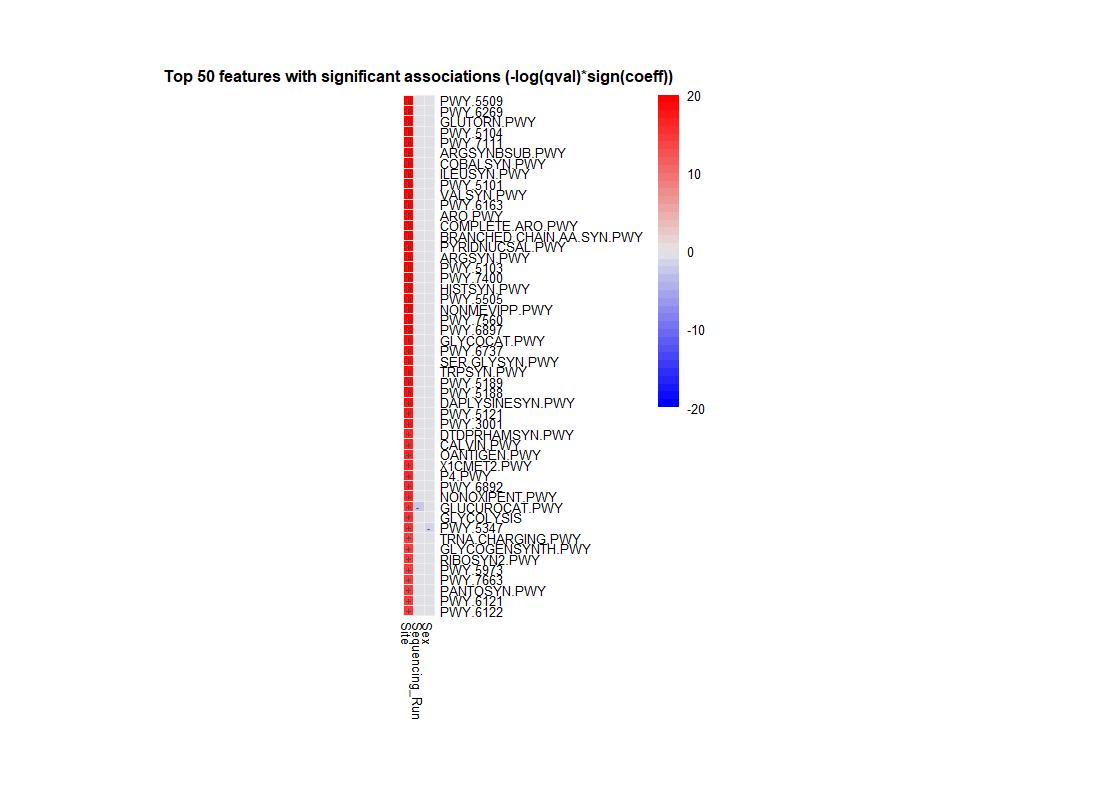 Top 50 features with significant associations (-log(qval)*sign(coeff))
PWY.5509
PWY.6269
GLUTORN.PWY
PWY.5104
PWY.7111
ARGSYNBSUB.PWY
COBALSYN.PWY
ILEUSYN.PWY
PWY.5101
VALSYN.PWY
PWY.6163
ARO.PWY
COMPLETE.ARO.PWY
BRANCHED.CHAIN.AA.SYN.PWY
PYRIDNUCSAL.PWY
ARGSYN.PWY
PWY.5103
PWY.7400
HISTSYN.PWY
PWY.5505
NONMEVIPP.PWY
PWY.7560
PWY.6897
GLYCOCAT.PWY
PWY.6737
SER.GLYSYN.PWY
TRPSYN.PWY
PWY.5189
PWY.5188
DAPLYSINESYN.PWY
PWY.5121
PWY.3001
DTDPRHAMSYN.PWY
CALVIN.PWY
OANTIGEN.PWY
X1CMET2.PWY
P4.PWY
PWY.6892
NONOXIPENT.PWY
GLUCUROCAT.PWY
GLYCOLYSIS
PWY.5347
TRNA.CHARGING.PWY
GLYCOGENSYNTH.PWY
RIBOSYN2.PWY
PWY.5973
PWY.7663
PANTOSYN.PWY
PWY.6121
PWY.6122
Site
Sequencing_Run
Sex
20
10
0
-10
-20